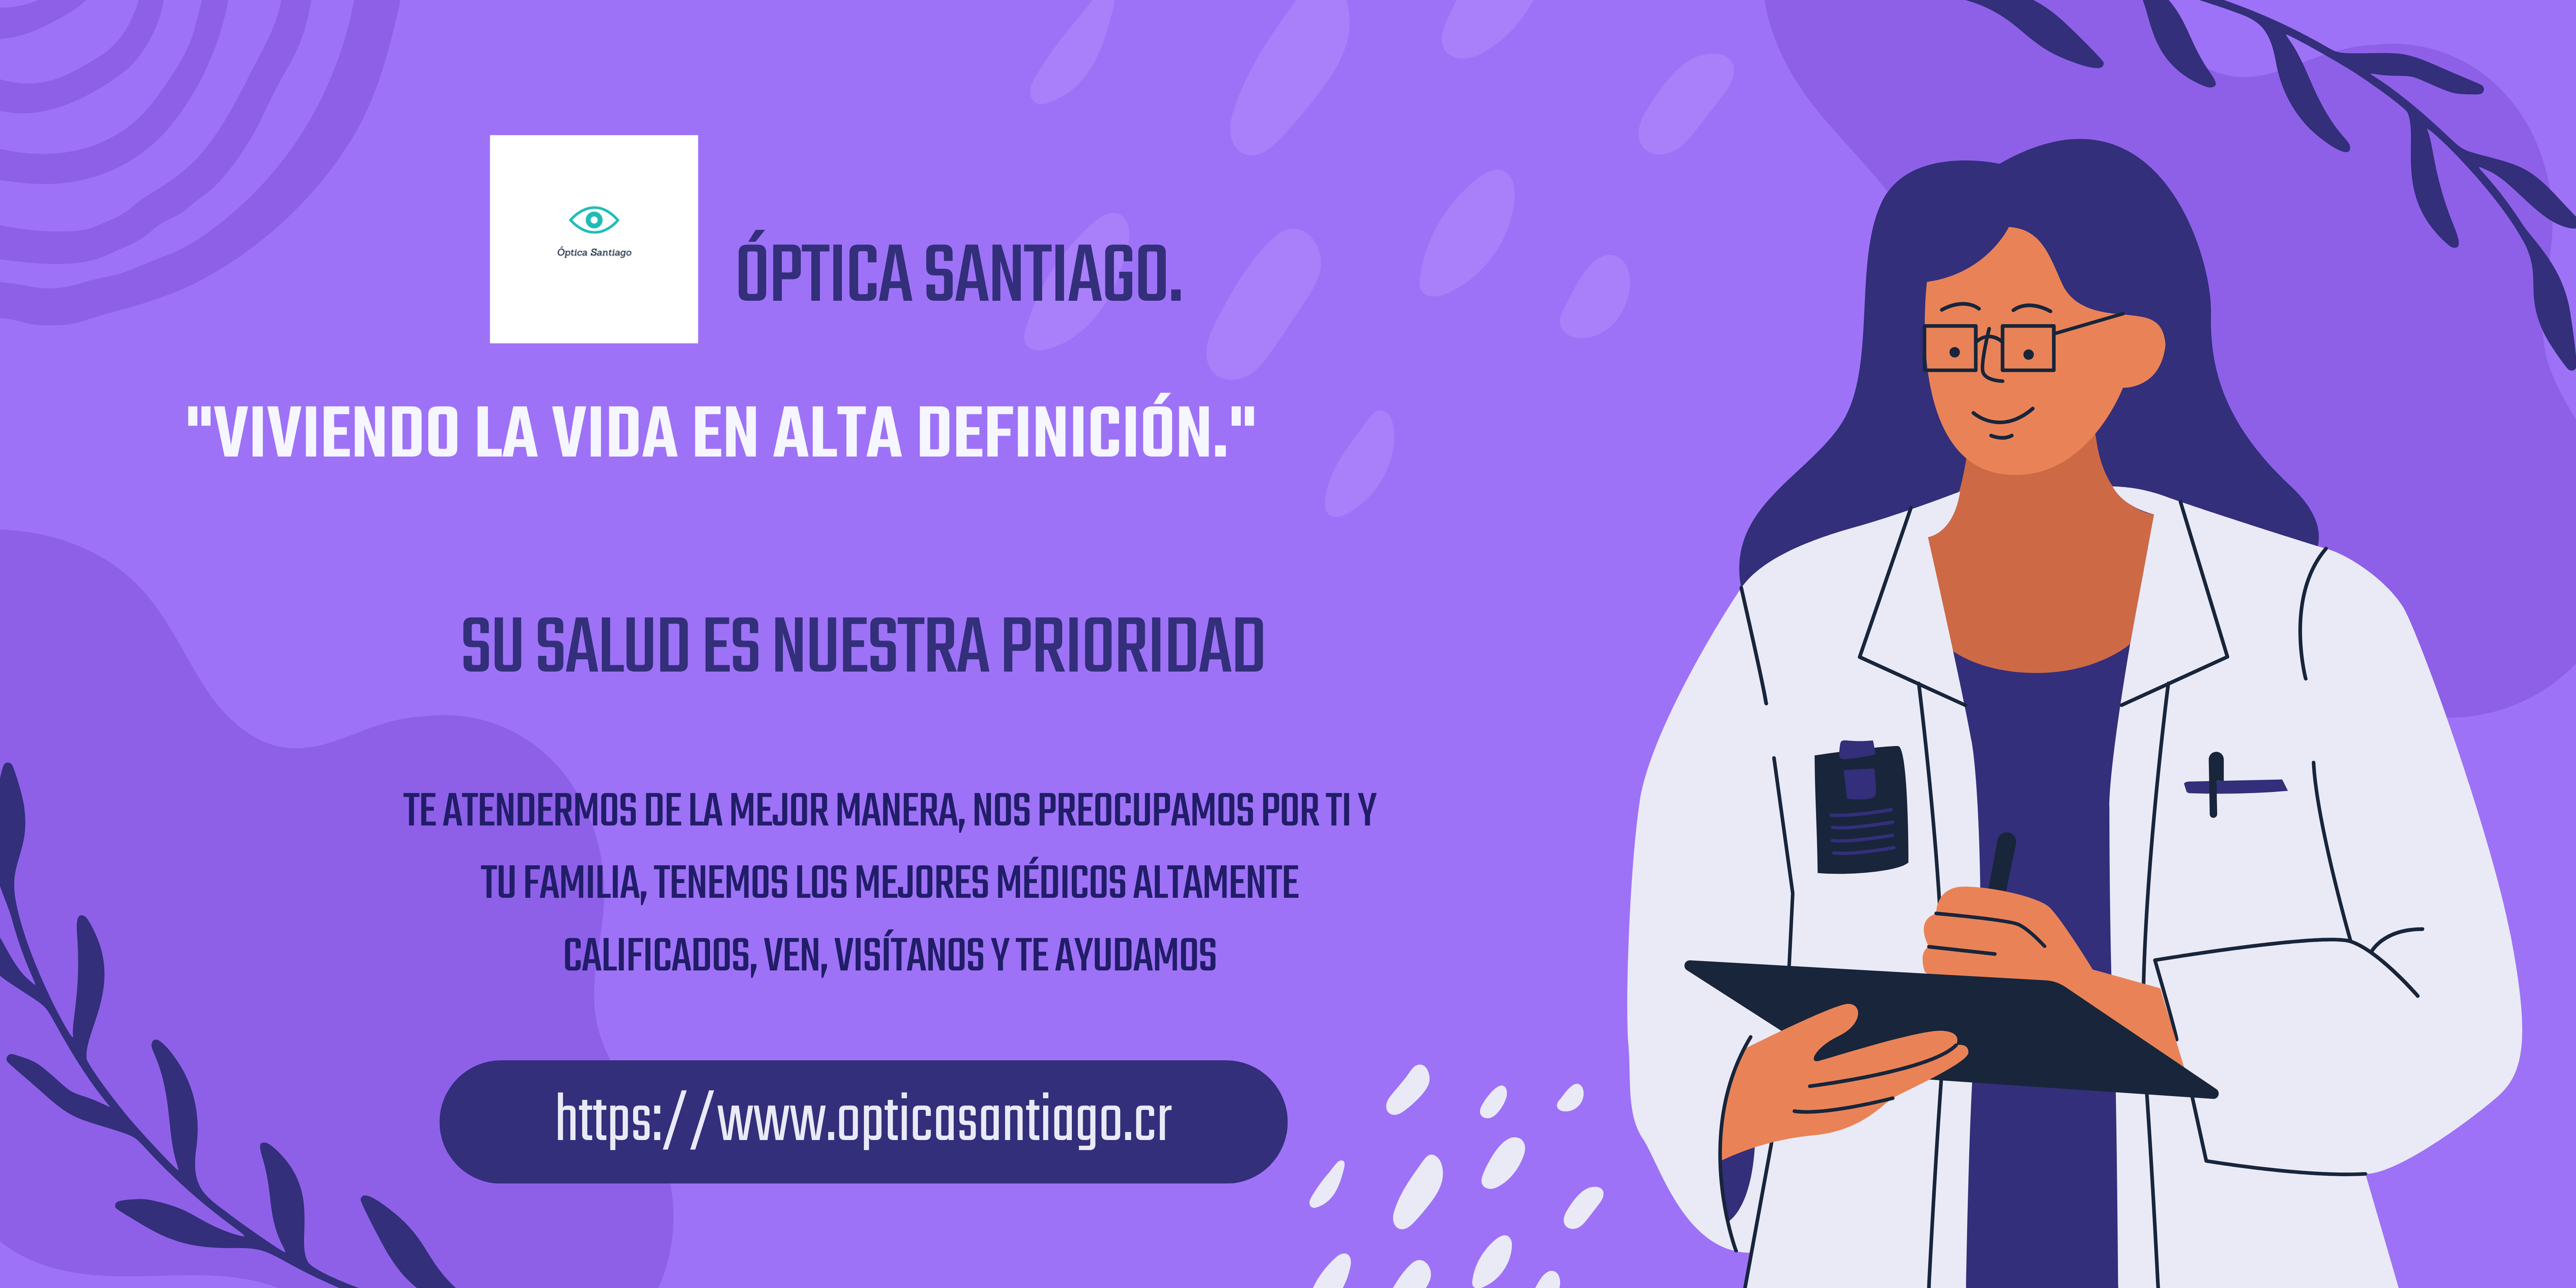 Óptica Santiago
ÓPTICA SANTIAGO.
"VIVIENDO LA VIDA EN ALTA DEFINICIÓN."
SU SALUD ES NUESTRA PRIORIDAD
TE ATENDERMOS DE LA MEJOR MANERA, NOS PREOCUPAMOS POR TI Y
TU FAMILIA, TENEMOS LOS MEJORES MÉDICOS ALTAMENTE
CALIFICADOS, VEN, VISÍTANOS Y TE AYUDAMOS
https://www.opticasantiago.cr